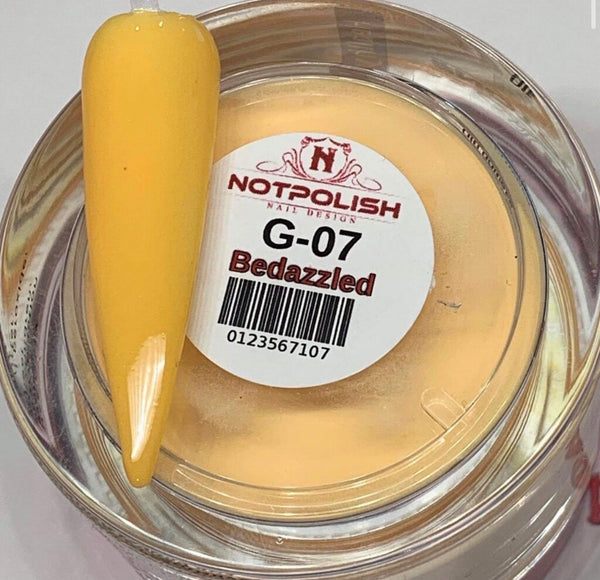 N
NOTPOLISH
NAIL DESIGN
G-07
Bedazzled
0123567107